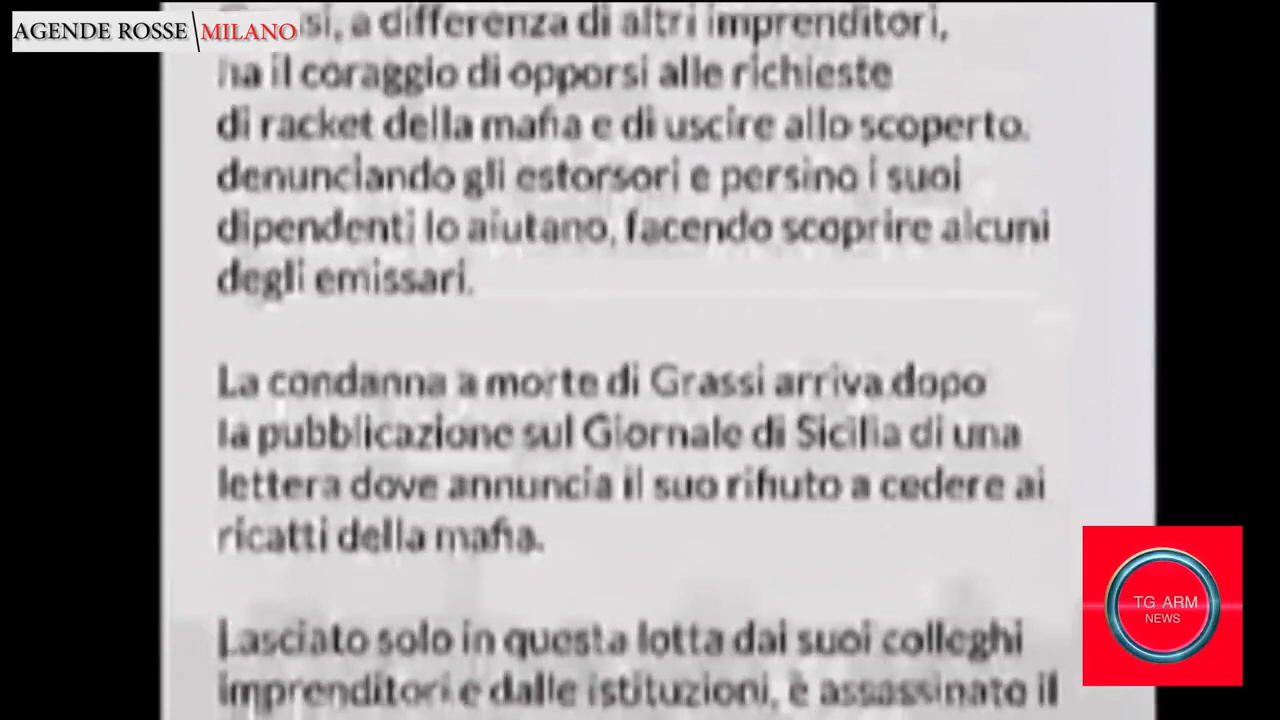 AGENDE ROSSE MILANO
si, a differenza di altri imprenditori,
ha il coraggio di opporsi alle richieste
di racket della mafia e di uscire allo scoperto.
denunciando gli estorsori e persino i suoi
dipendenti lo aiutano, facendo scoprire alcuni
degli emissari.
La condanna a morte di Grassi arriva dopo
la pubblicazione sul Giornale di Sicilia di una
lettera dove annuncia il suo rifiuto a cedere ai
ricatti della mafia.
TG ARM
NEWS
Lasciato solo in questa lotta dai suoi colleghi
imprenditori e dalle istituzioni, è assassinato il